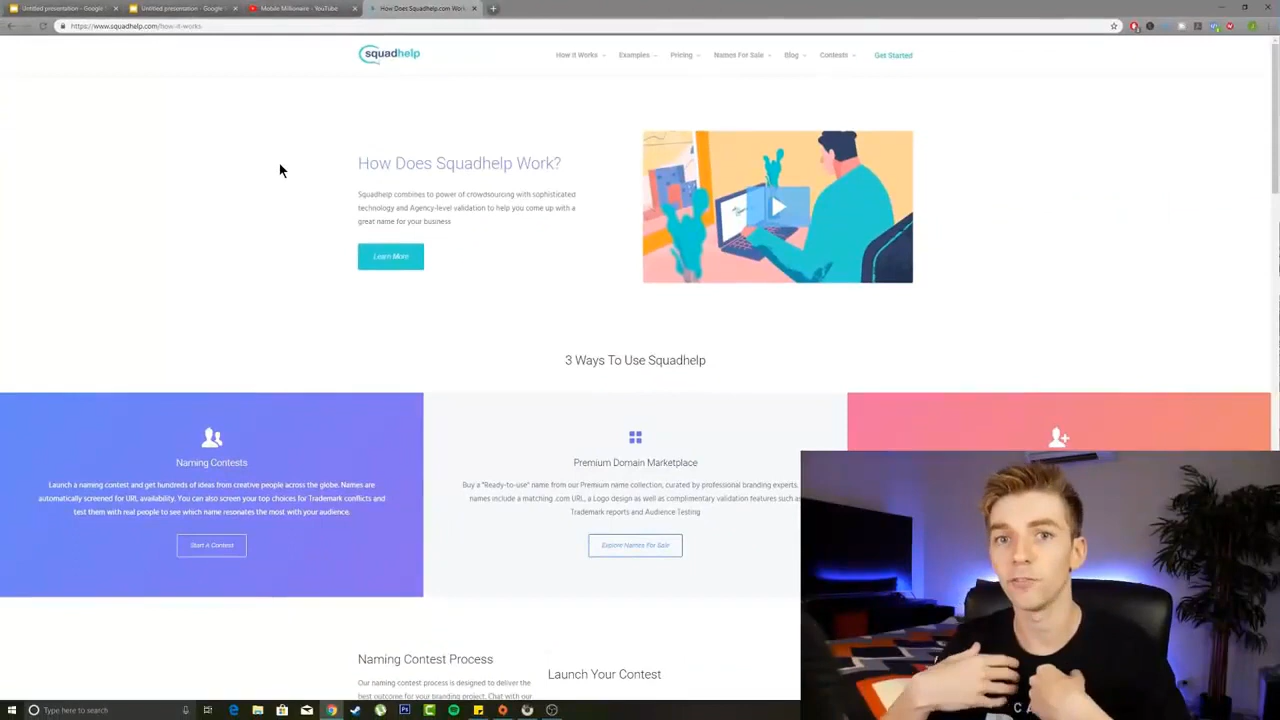 Untitled presentation - Google
Untitled presentation - Google
Mobile Millionaire - YouTube
How Does Squadhelp.com Work
https://www.squadhelp.com/how-it-works
squadhelp
How It Works
Examples
Pricing
Names For Sale
Blog
Contests
Get Started
How Does Squadhelp Work?
Squadhelp combines to power of crowdsourcing with sophisticated
technology and Agency-level validation to help you come up with a
great name for your business
Learn More
3 Ways To Use Squadhelp
Naming Contests
Launch a naming contest and get hundreds of ideas from creative people across the globe. Names are
automatically screened for URL availability. You can also screen your top choices for Trademark conflicts and
test them with real people to see which name resonates the most with your audience.
Start A Contest
Premium Domain Marketplace
Buy a "Ready-to-use" name from our Premium name collection, curated by professional branding experts.
names include a matching .com URL, a Logo design as well as complimentary validation features such as
Trademark reports and Audience Testing
Explore Names For Sale
Naming Contest Process
Our naming contest process is designed to deliver the
best outcome for your branding project. Chat with our
Launch Your Contest
Type here to search